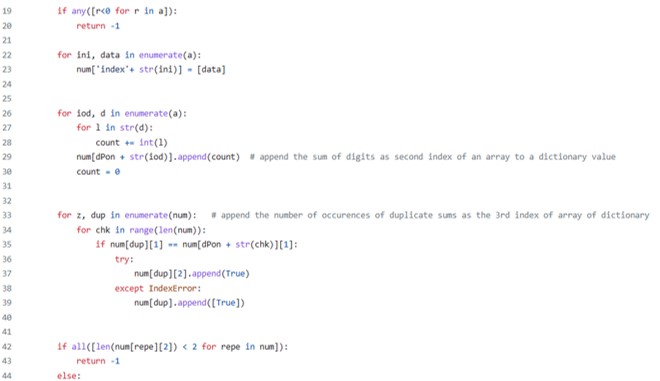 19 if any([r<0 for r in a]):
20 return -1
21
22 for ini, data in enumerate(a):
23 num['index'+ str(ini)] = [data]
24
25
26 for iod, d in enumerate(a):
27 for l in str(d):
28 count += int(l)
29 num[dPon + str(iod)].append(count) # append the sum of digits as second index of an array to a dictionary value
30 count = 0
31
32
33 for z, dup in enumerate(num): # append the number of occurences of duplicate sums as the 3rd index of array of dictionary
34 for chk in range(len(num)):
35 if num[dup][1] == num[dPon + str(chk)][1]:
36 try:
37 num[dup][2].append(True)
38 except IndexError:
39 num[dup].append([True])
40
41
42 if all([len(num[repe][2]) < 2 for repe in num]):
43 return -1
44 else: